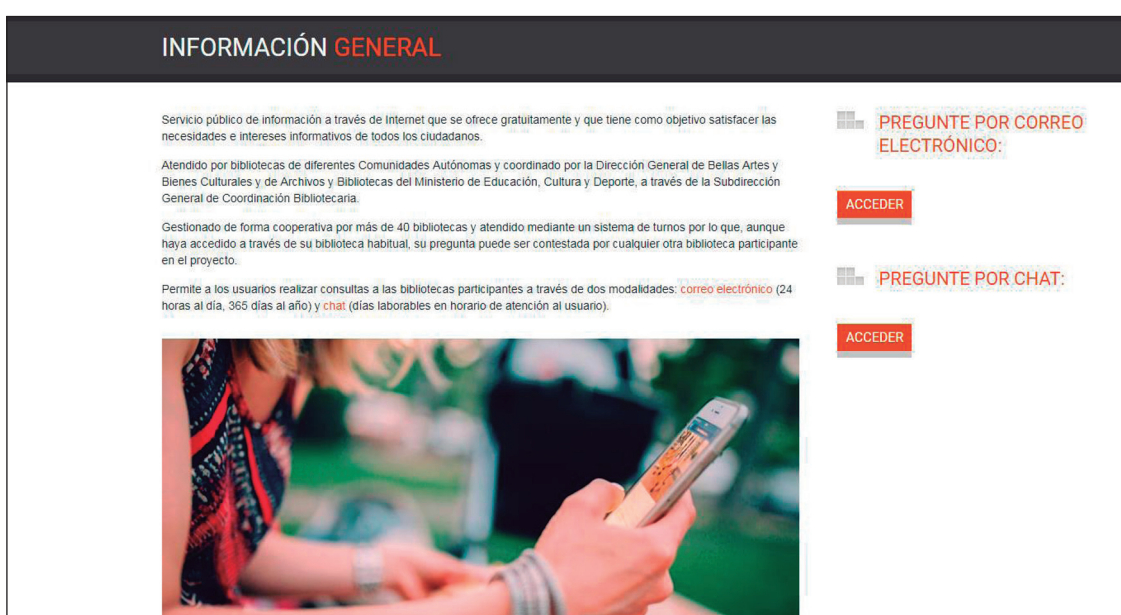 INFORMACIÓN GENERAL
Servicio público de información a través de Internet que se ofrece gratuitamente y que tiene como objetivo satisfacer las
necesidades e intereses informativos de todos los ciudadanos.
Atendido por bibliotecas de diferentes Comunidades Autónomas y coordinado por la Dirección General de Bellas Artes y
Bienes Culturales y de Archivos y Bibliotecas del Ministerio de Educación, Cultura y Deporte, a través de la Subdirección
General de Coordinación Bibliotecaria.
Gestionado de forma cooperativa por más de 40 bibliotecas y atendido mediante un sistema de turnos por lo que, aunque
haya accedido a través de su biblioteca habitual, su pregunta puede ser contestada por cualquier otra biblioteca participante
en el proyecto.
Permite a los usuarios realizar consultas a las bibliotecas participantes a través de dos modalidades: correo electrónico (24
horas al día, 365 días al año) y chat (días laborables en horario de atención al usuario).
PREGUNTE POR CORREO
ELECTRÓNICO:
ACCEDER
PREGUNTE POR CHAT:
ACCEDER